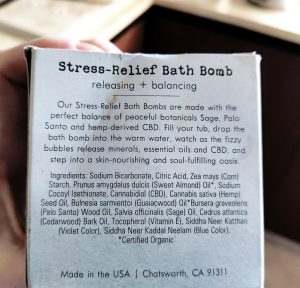 Stress-Relief Bath Bomb
releasing + balancing
Our Stress-Relief Bath Bombs are made with the
perfect balance of peaceful botanicals Sage, Palo
Santo and hemp-derived CBD. Fill your tub, drop the
bath bomb into the warm water, watch as the fizzy
bubbles release minerals, essential oils and CBD, and
step into a skin-nourishing and soul-fulfilling oasis.
Ingredients: Sodium Bicarbonate, Citric Acid, Zea mays (Corn)
Starch, Prunus amygdalus dulcis (Sweet Almond) Oil*, Sodium
Cocoyl Isethionate, Cannabidiol (CBD), Cannabis sativa (Hemp)
Seed Oil, Bulnesia sarmientoi (Guaiacwood) Oil*Bursera graveolens
(Palo Santo) Wood Oil, Salvia officinalis (Sage) Oil, Cedrus atlantica
(Cedarwood) Bark Oil, Tocopherol (Vitamin E), Siddha Neer Katthan
(Violet Color), Siddha Neer Kaddal Neelam (Blue Color).
*Certified Organic
Made in the USA | Chatsworth, CA 91311